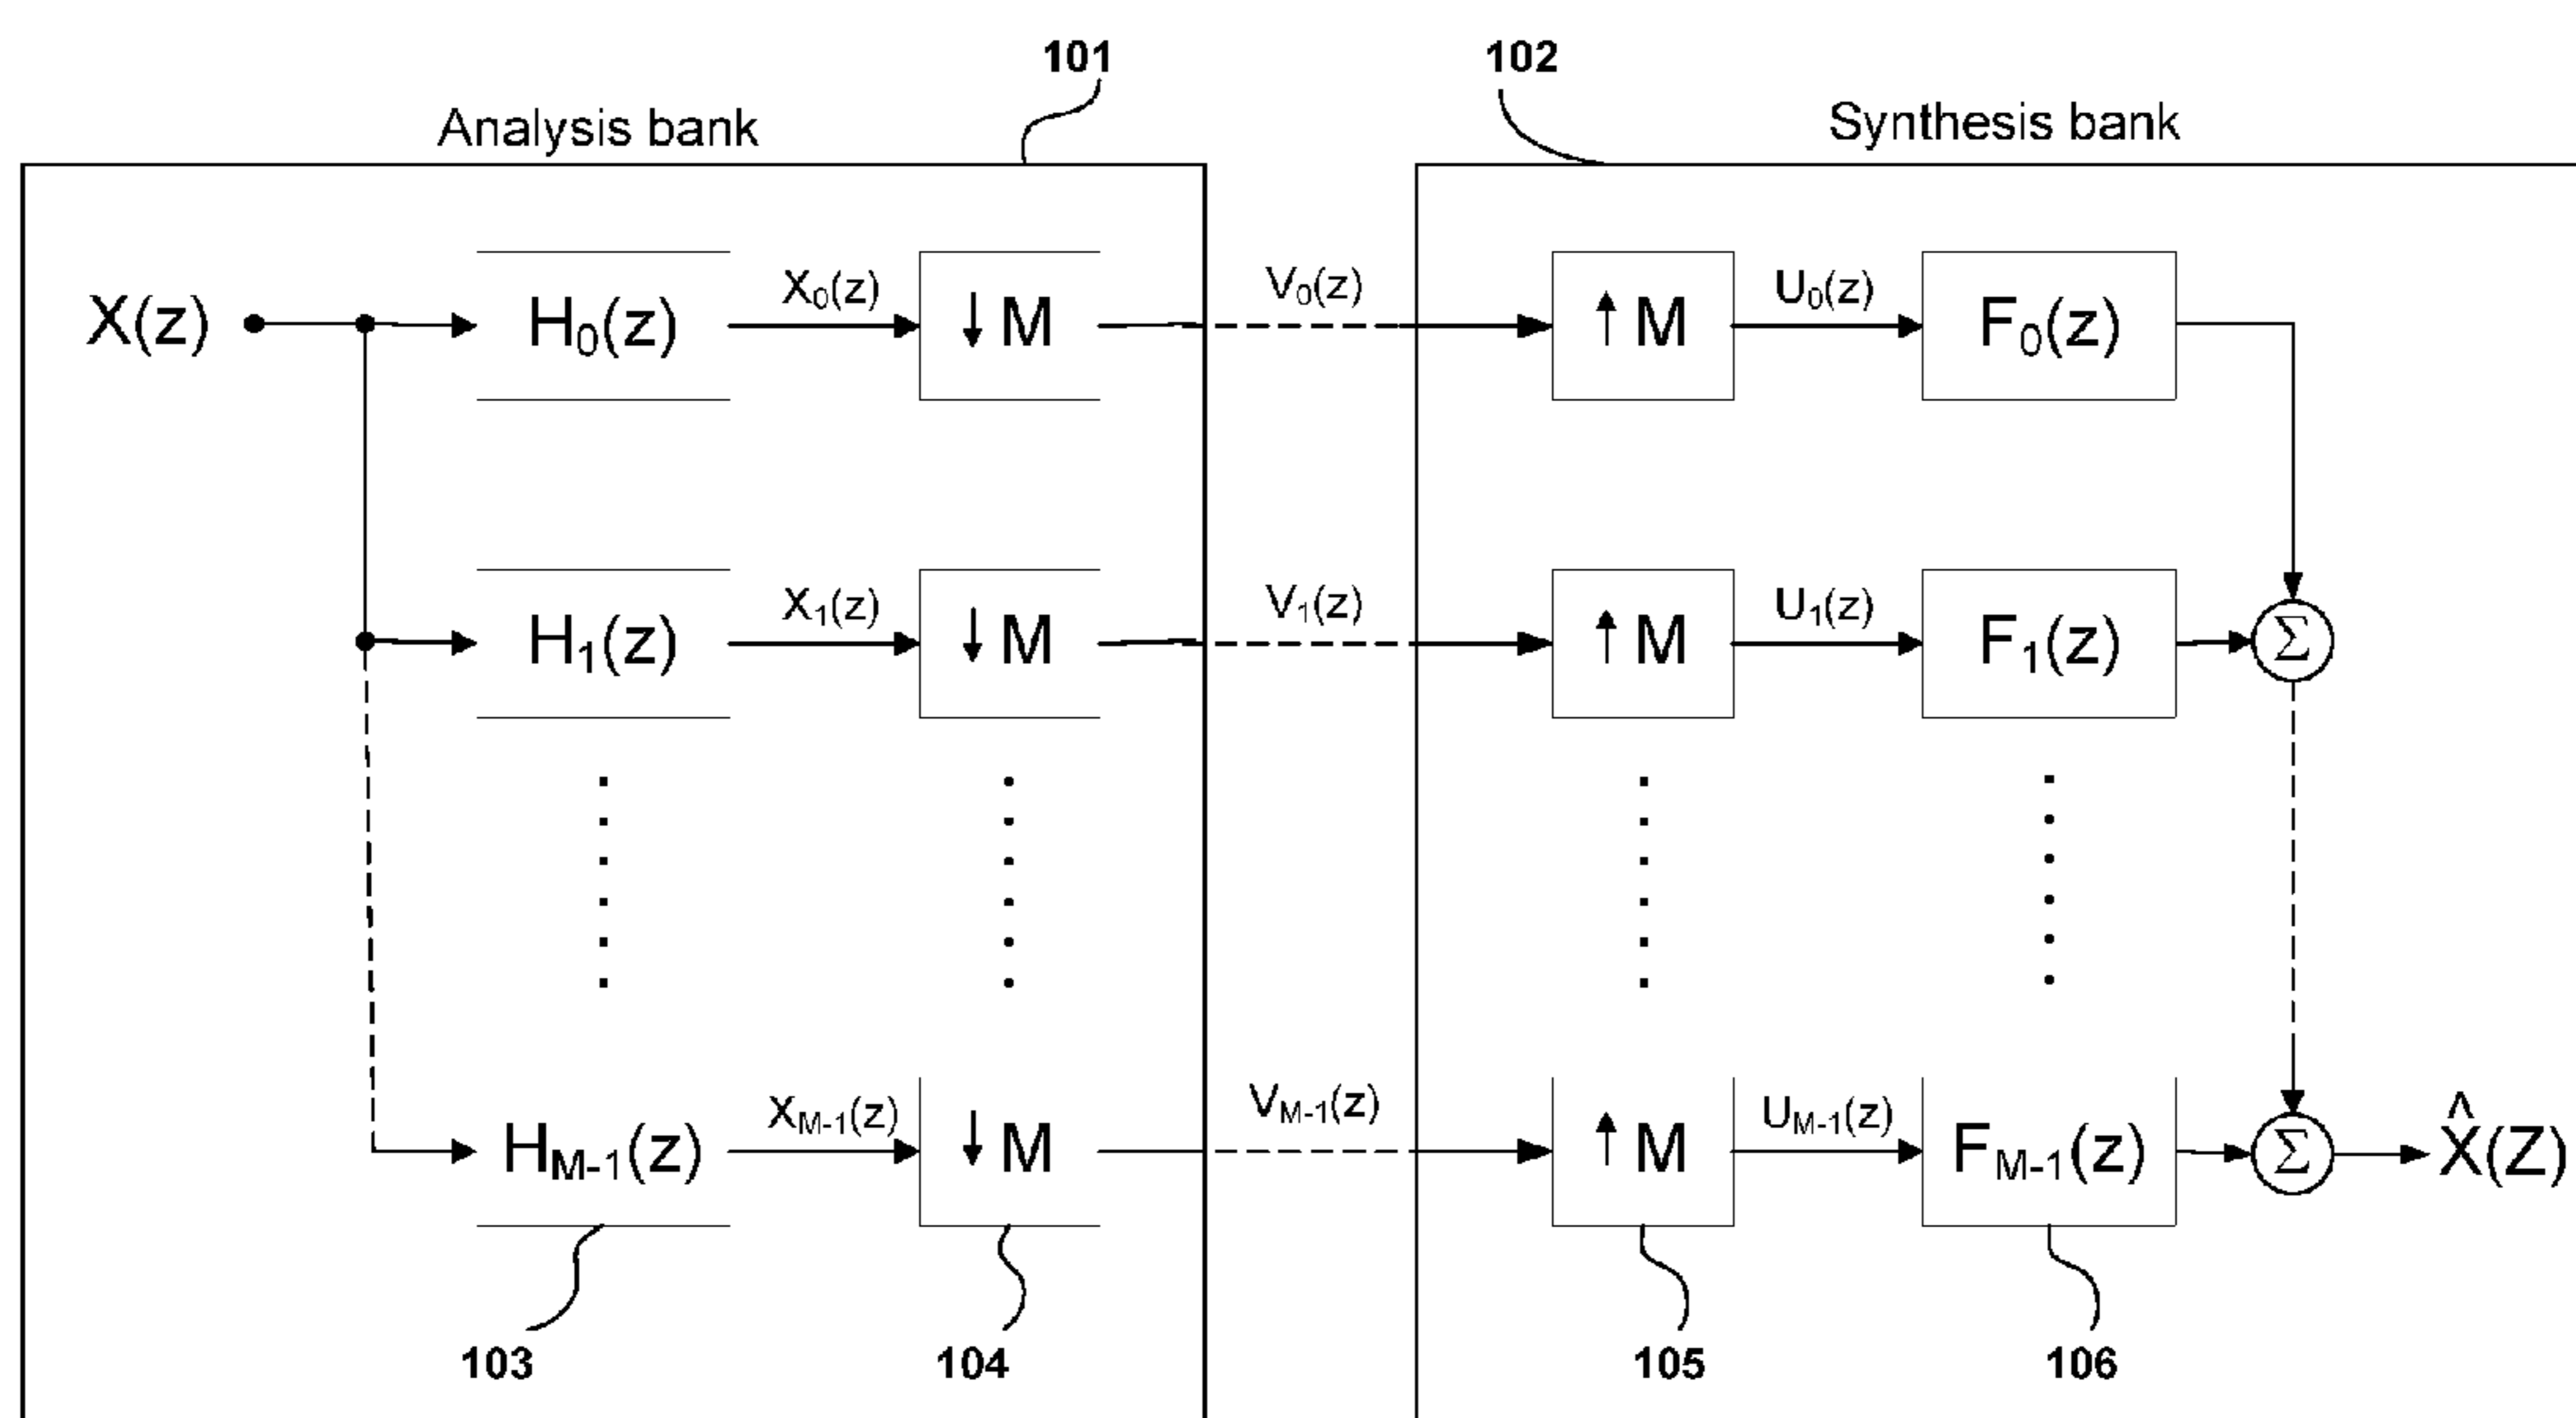 101
102
Analysis bank
Synthesis bank
X(z)
H0(z)
X0(z)
↓ M
V0(z)
↑ M
U0(z)
F0(z)
H1(z)
X1(z)
↓ M
V1(z)
↑ M
U1(z)
F1(z)
Σ
HM-1(z)
XM-1(z)
↓ M
VM-1(z)
↑ M
UM-1(z)
FM-1(z)
Σ
X̂(Z)
103
104
105
106